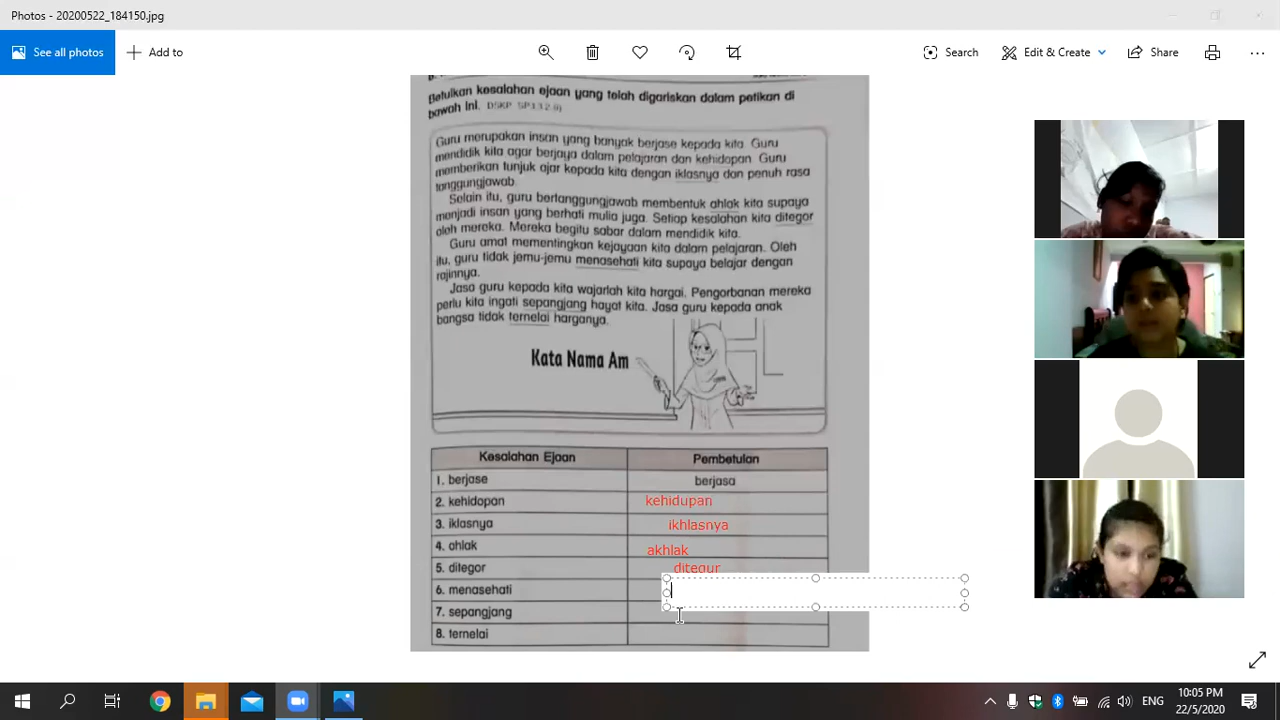 Photos - 20200522_184150.jpg
See all photos
Add to
Search
Edit & Create
Share
Betulkan kesalahan ejaan yang telah digariskan dalam petikan di
bawah ini. DSKP SP
Guru merupakan insan yang banyak berjase kepada kita. Guru
mendidik kita agar berjaya dalam pelajaran dan kehidopan. Guru
memberikan tunjuk ajar kepada kita dengan iklasnya dan penuh rasa
tanggungjawab.
Selain itu, guru bertanggungjawab membentuk ahlak kita supaya
menjadi insan yang berhati mulia juga. Setiap kesalahan kita ditegor
oleh mereka. Mereka begitu sabar dalam mendidik kita.
Guru amat mementingkan kejayaan kita dalam pelajaran. Oleh
itu, guru tidak jemu-jemu menasehati kita supaya belajar dengan
rajinnya.
Jasa guru kepada kita wajarlah kita hargai. Pengorbanan mereka
perlu kita ingati sepangjang hayat kita. Jasa guru kepada anak
bangsa tidak ternelai harganya.
Kata Nama Am
Kesalahan Ejaan Pembetulan
1. berjase berjasa
2. kehidopan kehidupan
3. iklasnya ikhlasnya
4. ahlak akhlak
5. ditegor ditegur
6. menasehati
7. sepangjang
8. ternelai
ENG
10:05 PM
22/5/2020